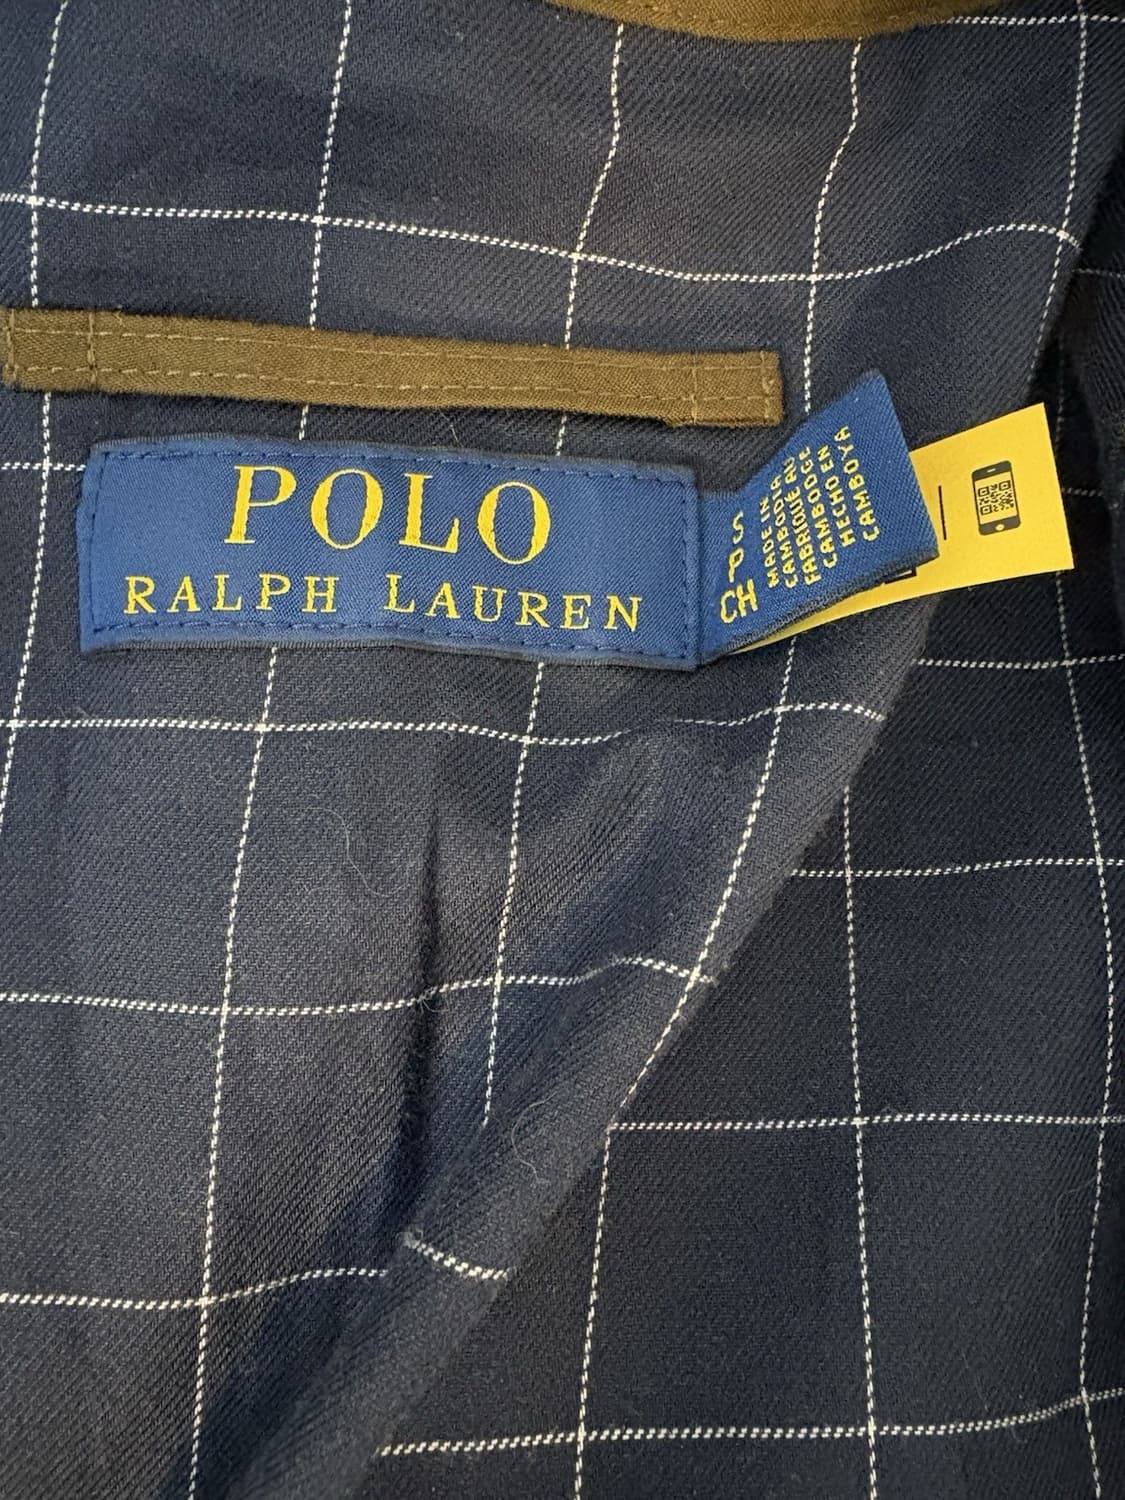 POLO
RALPH LAUREN
S
P
CH
MADE IN
CAMBODIA
FABRIQUÉ AU
CAMBODGE
HECHO EN
CAMBOYA